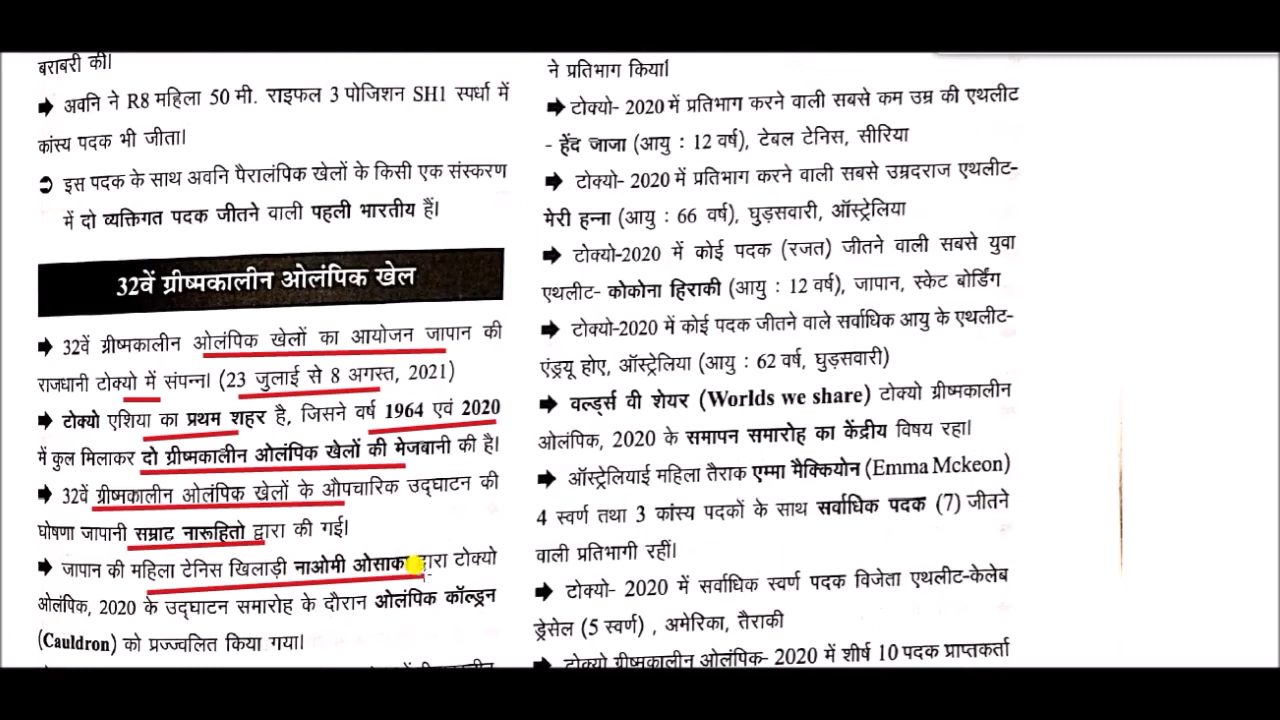 बराबरी की।
➡ अवनि ने R8 महिला 50 मी. राइफल 3 पोजिशन SH1 स्पर्धा में
कांस्य पदक भी जीता।
➲ इस पदक के साथ अवनि पैरालंपिक खेलों के किसी एक संस्करण
में दो व्यक्तिगत पदक जीतने वाली पहली भारतीय हैं।
32वें ग्रीष्मकालीन ओलंपिक खेल
➡ 32वें ग्रीष्मकालीन ओलंपिक खेलों का आयोजन जापान की
राजधानी टोक्यो में संपन्न। (23 जुलाई से 8 अगस्त, 2021)
➡ टोक्यो एशिया का प्रथम शहर है, जिसने वर्ष 1964 एवं 2020
में कुल मिलाकर दो ग्रीष्मकालीन ओलंपिक खेलों की मेजबानी की है।
➡ 32वें ग्रीष्मकालीन ओलंपिक खेलों के औपचारिक उद्घाटन की
घोषणा जापानी सम्राट नारूहितो द्वारा की गई।
➡ जापान की महिला टेनिस खिलाड़ी नाओमी ओसाका द्वारा टोक्यो
ओलंपिक, 2020 के उद्घाटन समारोह के दौरान ओलंपिक कॉल्ड्रन
(Cauldron) को प्रज्ज्वलित किया गया।
ने प्रतिभाग किया।
➡ टोक्यो- 2020 में प्रतिभाग करने वाली सबसे कम उम्र की एथलीट
- हेंद जाजा (आयु : 12 वर्ष), टेबल टेनिस, सीरिया
➡ टोक्यो- 2020 में प्रतिभाग करने वाली सबसे उम्रदराज एथलीट-
मेरी हन्ना (आयु : 66 वर्ष), घुड़सवारी, ऑस्ट्रेलिया
➡ टोक्यो-2020 में कोई पदक (रजत) जीतने वाली सबसे युवा
एथलीट- कोकोना हिराकी (आयु : 12 वर्ष), जापान, स्केट बोर्डिंग
➡ टोक्यो-2020 में कोई पदक जीतने वाले सर्वाधिक आयु के एथलीट-
एंड्रयू होए, ऑस्ट्रेलिया (आयु : 62 वर्ष, घुड़सवारी)
➡ वर्ल्ड्स वी शेयर (Worlds we share) टोक्यो ग्रीष्मकालीन
ओलंपिक, 2020 के समापन समारोह का केंद्रीय विषय रहा।
➡ ऑस्ट्रेलियाई महिला तैराक एम्मा मैक्कियोन (Emma Mckeon)
4 स्वर्ण तथा 3 कांस्य पदकों के साथ सर्वाधिक पदक (7) जीतने
वाली प्रतिभागी रहीं।
➡ टोक्यो- 2020 में सर्वाधिक स्वर्ण पदक विजेता एथलीट-केलेब
ड्रेसेल (5 स्वर्ण) , अमेरिका, तैराकी
➡ टोक्यो ग्रीष्मकालीन ओलंपिक- 2020 में शीर्ष 10 पदक प्राप्तकर्ता